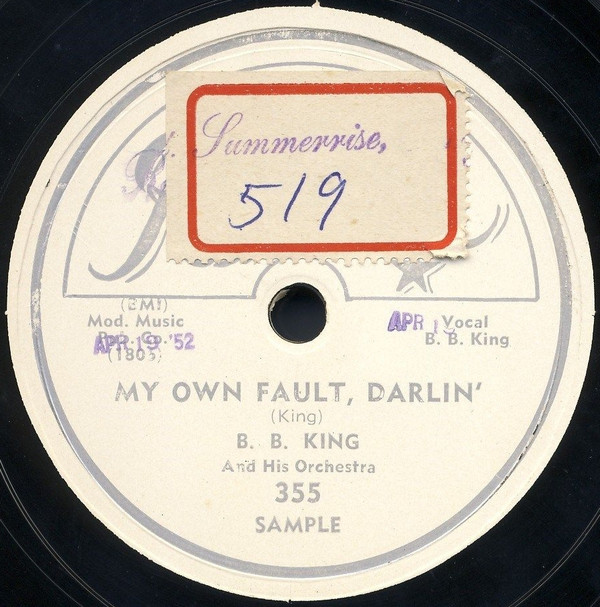 Summerrise,
519
(BMI)
Mod. Music
APR 19 '52
APR
Vocal
B. B. King
MY OWN FAULT, DARLIN'
(King)
B. B. KING
And His Orchestra
355
SAMPLE